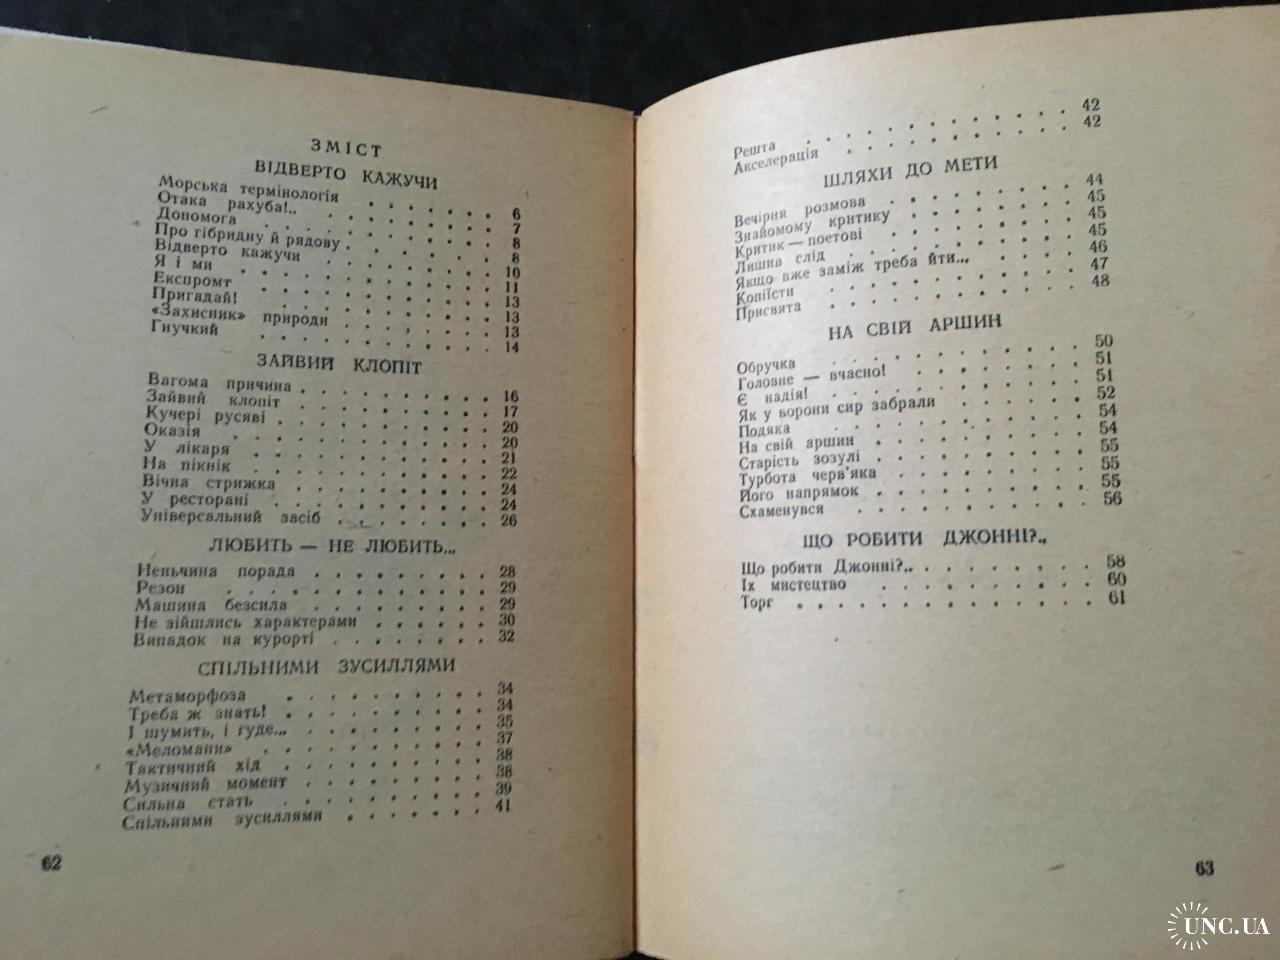 ЗМІСТ
ВІДВЕРТО КАЖУЧИ
Морська термінологія . . . . . . 6
Отака рахуба!.. . . . . . . . 7
Допомога . . . . . . . . . . 8
Про гібридну й рядову . . . . . . 8
Відверто кажучи . . . . . . . . 10
Я і ми . . . . . . . . . . . 11
Експромт . . . . . . . . . . 13
Пригадай! . . . . . . . . . . 13
«Захисник» природи . . . . . . . 13
Гнучкий . . . . . . . . . . 14
ЗАЙВИЙ КЛОПІТ
Вагома причина . . . . . . . . 16
Зайвий клопіт . . . . . . . . . 17
Кучері русяві . . . . . . . . . 20
Оказія . . . . . . . . . . . 20
У лікаря . . . . . . . . . . 21
На пікнік . . . . . . . . . . 22
Вічна стрижка . . . . . . . . . 24
У ресторані . . . . . . . . . . 24
Універсальний засіб . . . . . . . 26
ЛЮБИТЬ — НЕ ЛЮБИТЬ...
Неньчина порада . . . . . . . . 28
Резон . . . . . . . . . . . 29
Машина безсила . . . . . . . . 29
Не зійшлись характерами . . . . . . 30
Випадок на курорті . . . . . . . 32
СПІЛЬНИМИ ЗУСИЛЛЯМИ
Метаморфоза . . . . . . . . . 34
Треба ж знать! . . . . . . . . . 34
І шумить, і гуде... . . . . . . . . 35
«Меломани» . . . . . . . . . . 37
Тактичний хід . . . . . . . . . 38
Музичний момент . . . . . . . . 38
Сильна стать . . . . . . . . . 39
Спільними зусиллями . . . . . . . 41
62
Решта . . . . . . . . . . . 42
Акселерація . . . . . . . . . . 42
ШЛЯХИ ДО МЕТИ
Вечірня розмова . . . . . . . . 44
Знайомому критику . . . . . . . . 45
Критик — поетові . . . . . . . . 45
Лишив слід . . . . . . . . . . 45
Якщо вже заміж треба йти... . . . . . 46
Копіїсти . . . . . . . . . . 47
Присвята . . . . . . . . . . 48
НА СВІЙ АРШИН
Обручка . . . . . . . . . . 50
Головне — вчасно! . . . . . . . . 51
Є надія! . . . . . . . . . . 51
Як у ворони сир забрали . . . . . . 52
Подяка . . . . . . . . . . . 54
На свій аршин . . . . . . . . . 54
Старість зозулі . . . . . . . . . 55
Турбота черв'яка . . . . . . . . 55
Його напрямок . . . . . . . . . 55
Схаменувся . . . . . . . . . . 56
ЩО РОБИТИ ДЖОННІ?..
Що робити Джонні?.. . . . . . . . 58
Їх мистецтво . . . . . . . . . 60
Торг . . . . . . . . . . . . 61
63
UNC.UA